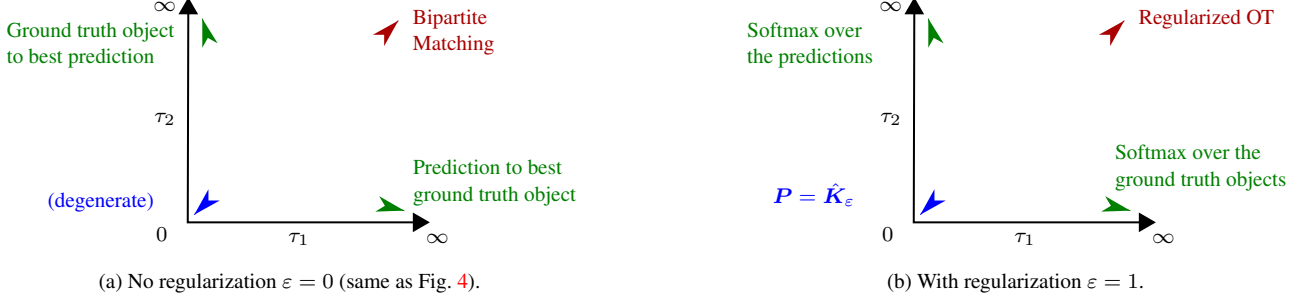 ∞
Ground truth object
to best prediction
Bipartite
Matching
τ₂
Prediction to best
ground truth object
(degenerate)
0
τ₁
∞
(a) No regularization ε = 0 (same as Fig. 4).
∞
Softmax over
the predictions
Regularized OT
τ₂
Softmax over the
ground truth objects
P = K̂ε
0
τ₁
∞
(b) With regularization ε = 1.